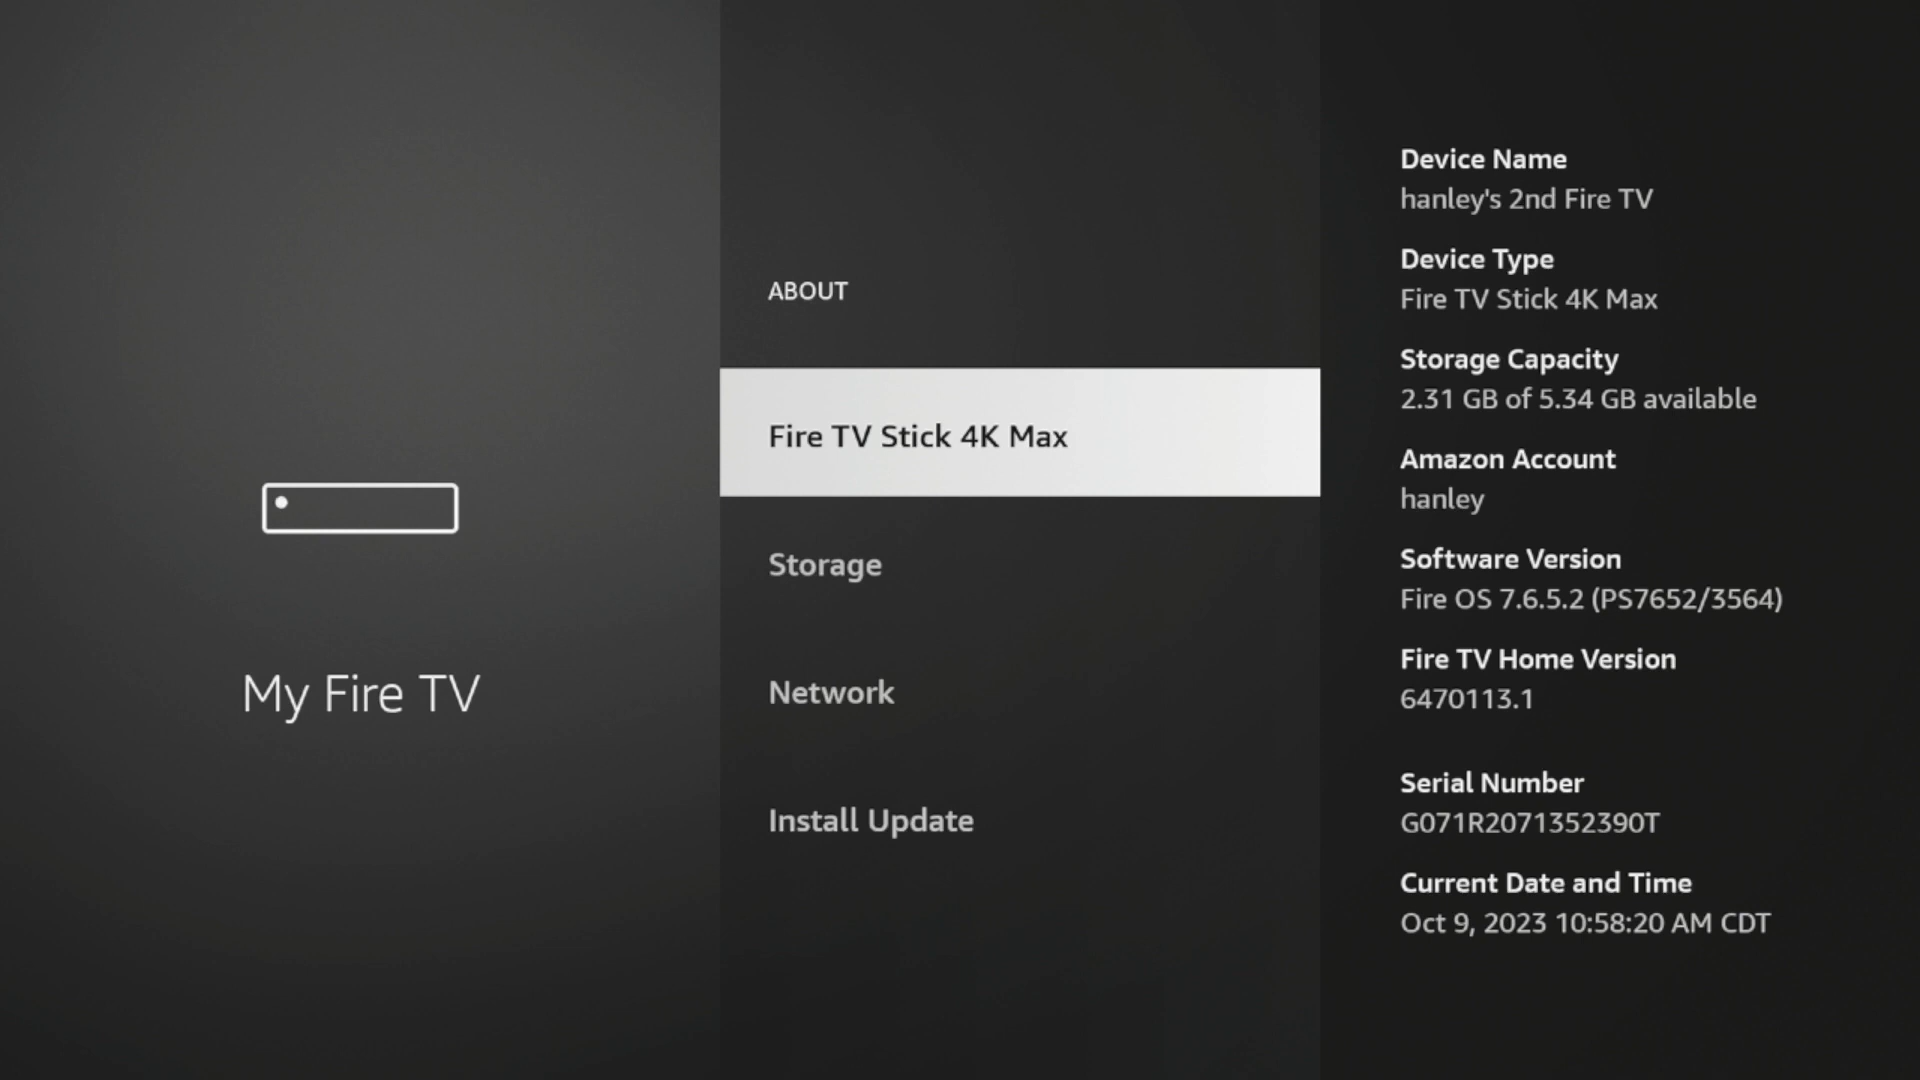 My Fire TV
ABOUT
Fire TV Stick 4K Max
Storage
Network
Install Update
Device Name
hanley's 2nd Fire TV
Device Type
Fire TV Stick 4K Max
Storage Capacity
2.31 GB of 5.34 GB available
Amazon Account
hanley
Software Version
Fire OS 7.6.5.2 (PS7652/3564)
Fire TV Home Version
6470113.1
Serial Number
G071R2071352390T
Current Date and Time
Oct 9, 2023 10:58:20 AM CDT